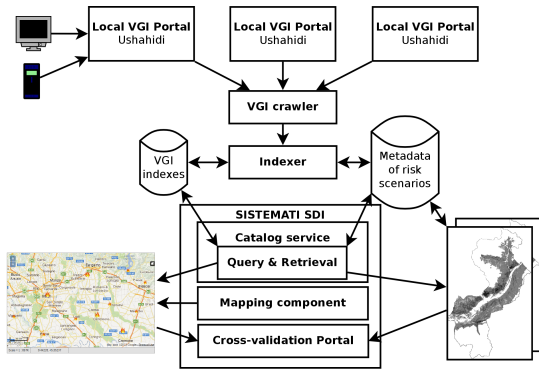 Local VGI Portal
Ushahidi
Local VGI Portal
Ushahidi
Local VGI Portal
Ushahidi
VGI crawler
VGI
indexes
Indexer
Metadata
of risk
scenarios
SISTEMATI SDI
Catalog service
Query & Retrieval
Mapping component
Cross-validation Portal